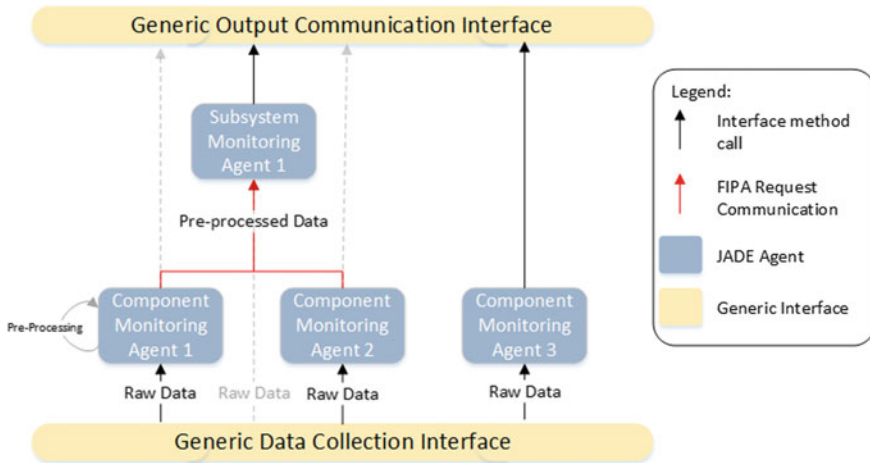 Generic Output Communication Interface
Subsystem
Monitoring
Agent 1
Pre-processed Data
Component
Monitoring
Agent 1
Pre-Processing
Component
Monitoring
Agent 2
Component
Monitoring
Agent 3
Raw Data
Raw Data
Raw Data
Raw Data
Generic Data Collection Interface
Legend:
Interface method
call
FIPA Request
Communication
JADE Agent
Generic Interface